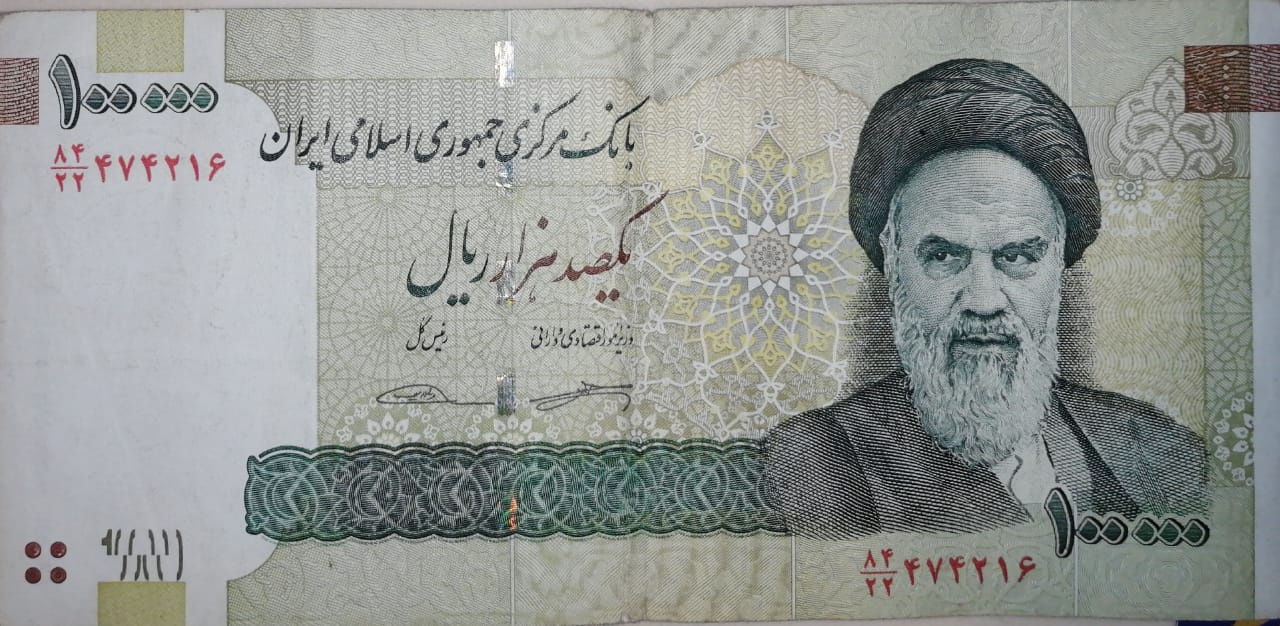 ۱۰۰۰۰۰
۸۴/۲۲ ۴۷۴۲۱۶
بانک مرکزی جمهوری اسلامی ایران
یکصد هزار ریال
وزیر امور اقتصادی و دارائی
رئیس کل
۱۰۰۰۰۰
۸۴/۲۲ ۴۷۴۲۱۶